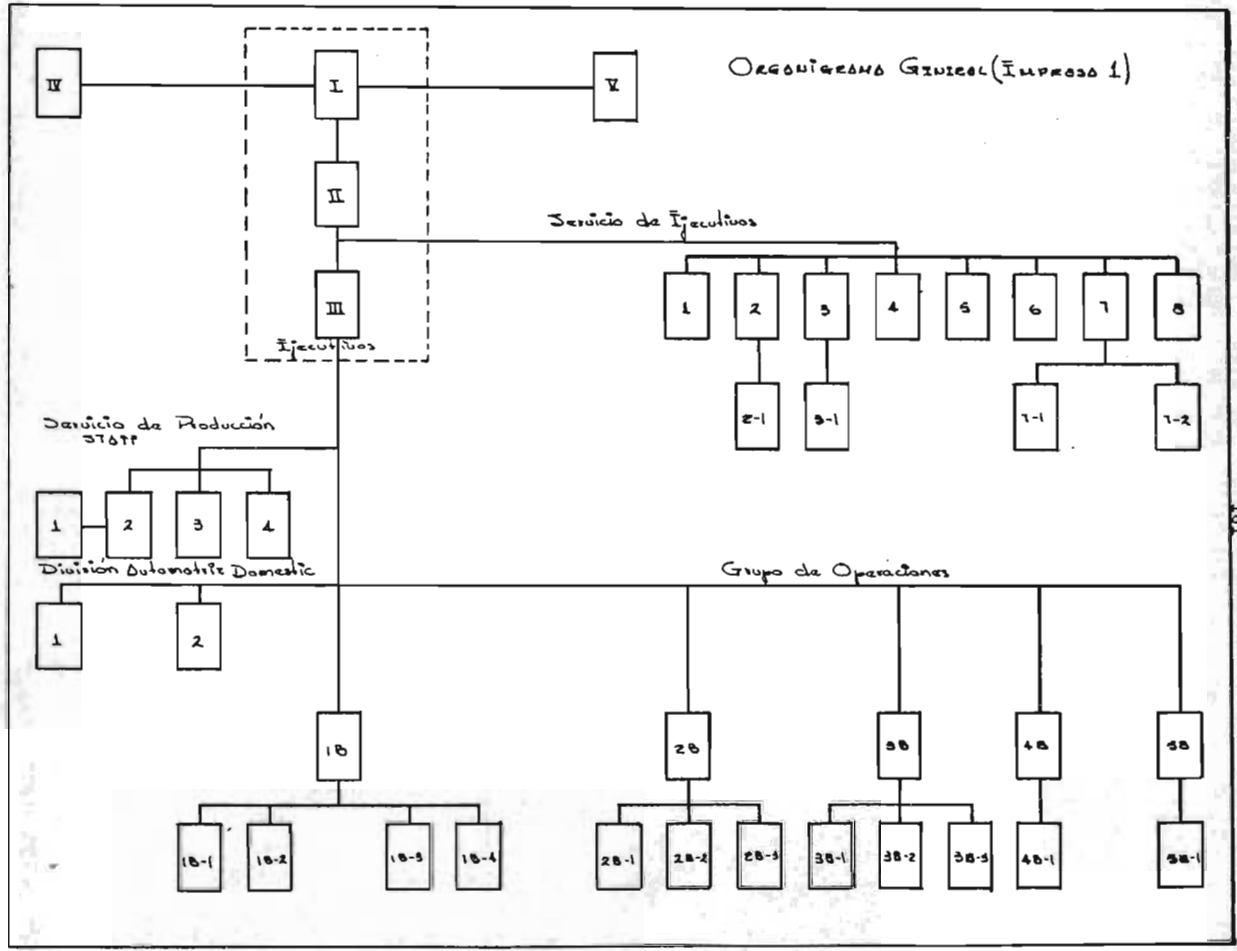 ORGANIGRAMA GENERAL (EMPRESA 1)
IV
I
V
II
Servicio de Ejecutivos
III
1 2 3 4 5 6 7 8
Ejecutivos
2-1 3-1 7-1 7-2
Servicio de Producción
STAFF
1 2 3 4
División Automotriz Domestic
Grupo de Operaciones
1 2
1B 2B 3B 4B 5B
1B-1 1B-2 1B-3 1B-4 2B-1 2B-2 2B-3 3B-1 3B-2 3B-3 4B-1 5B-1